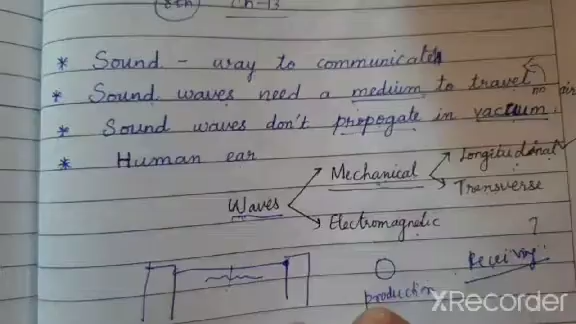 8th Ch-13
* Sound - way to communicate
* Sound waves need a medium to travel
no air
* Sound waves don't propogate in vacuum.
* Human ear
Longitudinal
Mechanical
Transverse
Waves
Electromagnetic
?
Receiving
production
XRecorder